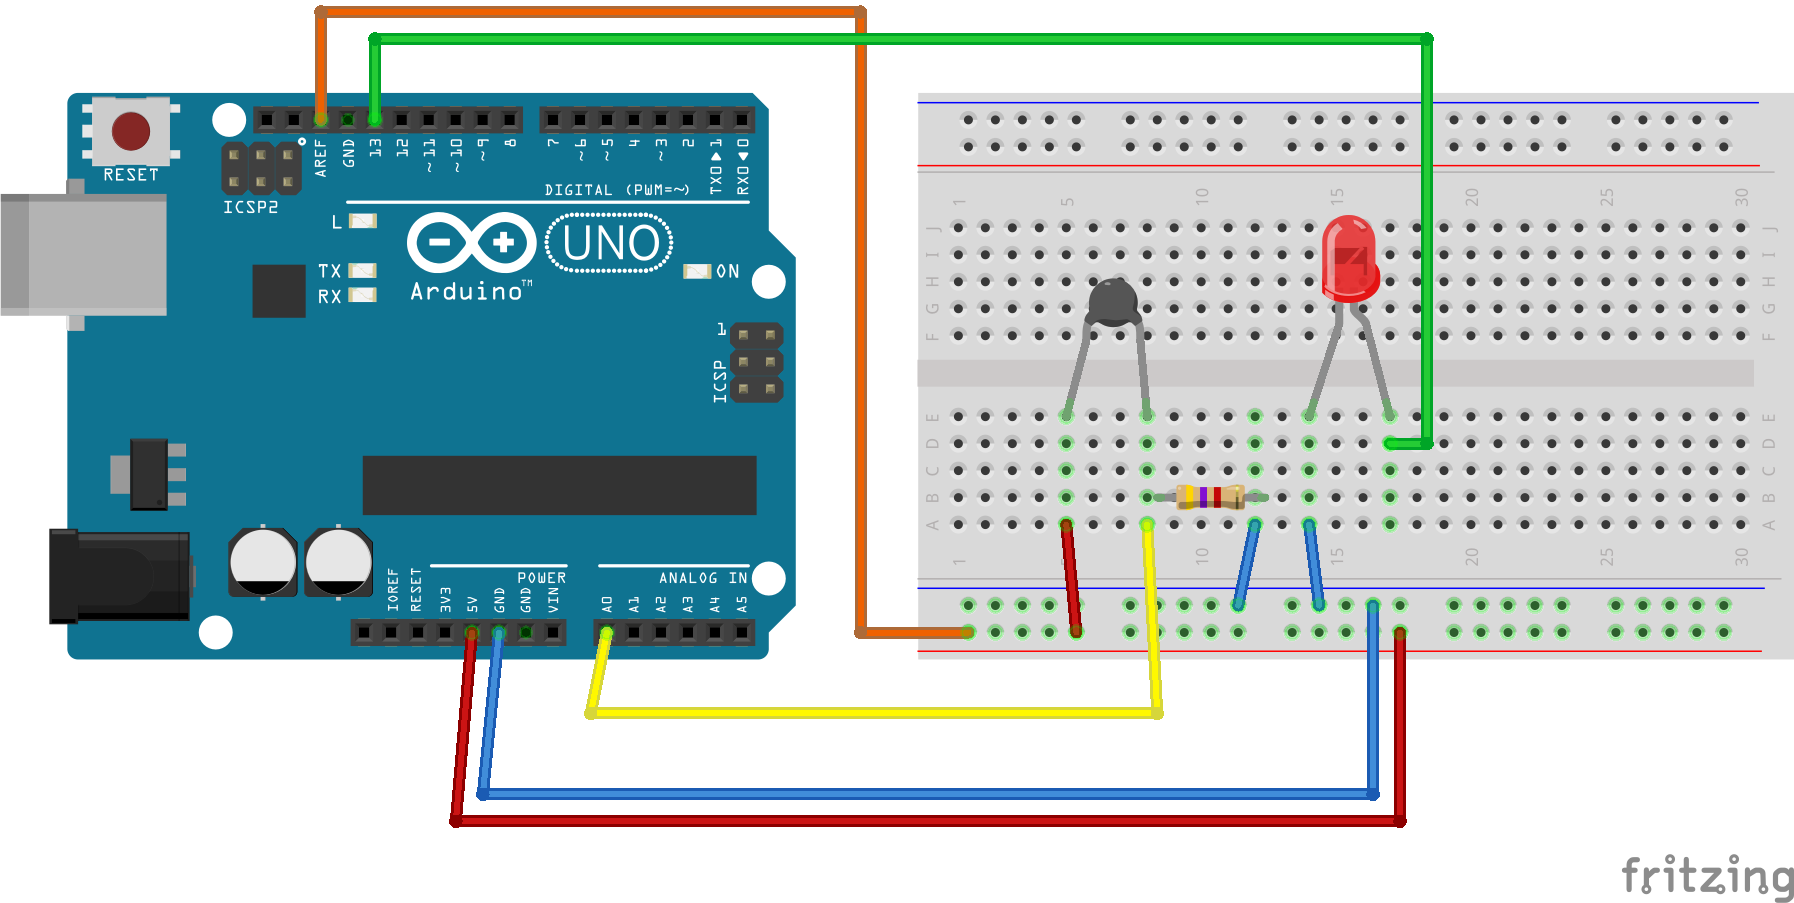 RESET
ICSP2
AREF
GND
13
12
~11
~10
~9
8
7
~6
~5
4
~3
2
TX0▶1
RX0◀0
DIGITAL (PWM=~)
L
TX
RX
UNO
Arduino™
ON
1
ICSP
IOREF
RESET
3V3
5V
GND
GND
VIN
POWER
A0
A1
A2
A3
A4
A5
ANALOG IN
1 5 10 15 20 25 30
J J
I I
H H
G G
F F
E E
D D
C C
B B
A A
1 5 10 15 20 25 30
fritzing